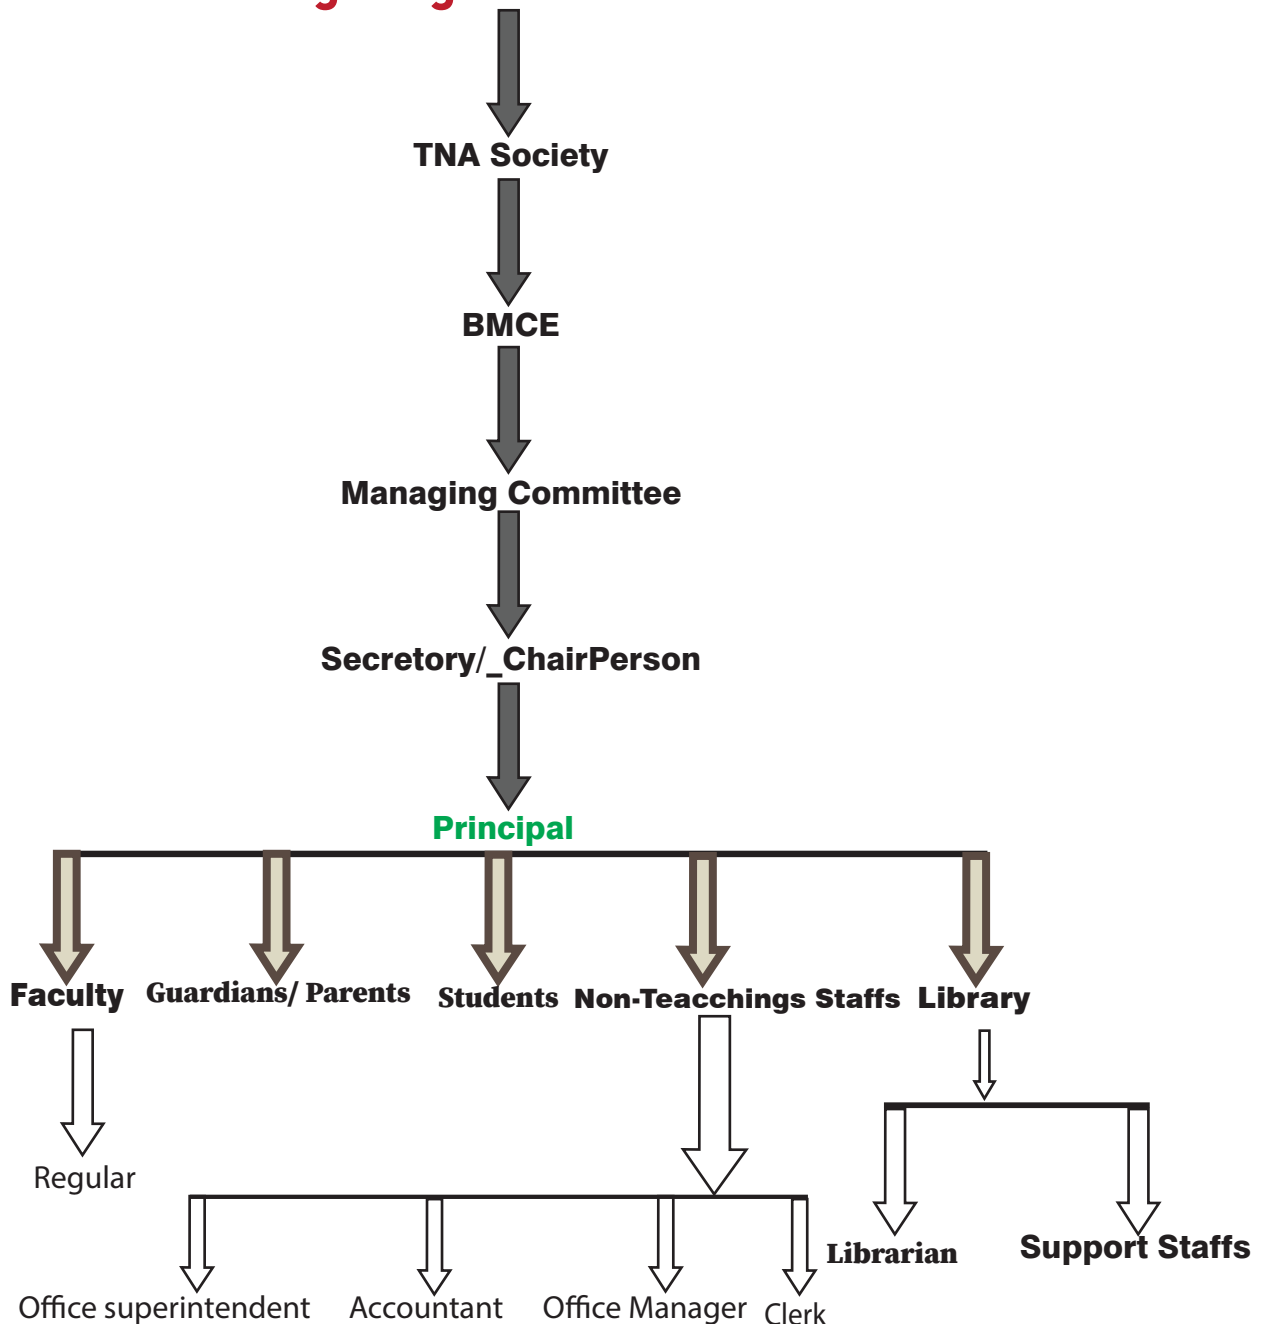 TNA Society
BMCE
Managing Committee
Secretory/_ChairPerson
Principal
Faculty Guardians/ Parents Students Non-Teacchings Staffs Library
Regular
Librarian Support Staffs
Office superintendent Accountant Office Manager Clerk